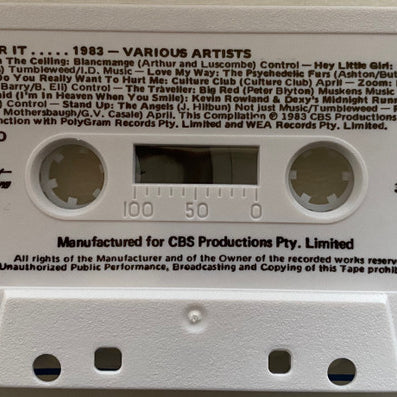 R IT ..... 1983 — VARIOUS ARTISTS
The Ceiling: Blancmange (Arthur and Luscombe) Control — Hey Little Girl:
s) Tumbleweed/I.D. Music — Love My Way: The Psychedelic Furs (Ashton/But
Do You Really Want To Hurt Me: Culture Club (Culture Club) April — Zoom:
Barry/B. Eli) Control — The Traveller: Big Red (Peter Blyton) Muskens Music
aid (I'm In Heaven When You Smile): Kevin Rowland & Dexy's Midnight Runn
) Control — Stand Up: The Angels (J. Hilbun) Not Just Music/Tumbleweed —
Mothersbaugh/G.V. Casale) April. This Compilation ℗ 1983 CBS Productions
nction with PolyGram Records Pty. Limited and WEA Records Pty. Limited.
100 50 0
Manufactured for CBS Productions Pty. Limited
All rights of the Manufacturer and of the Owner of the recorded works reserv
Unauthorized Public Performance, Broadcasting and Copying of this Tape prohib